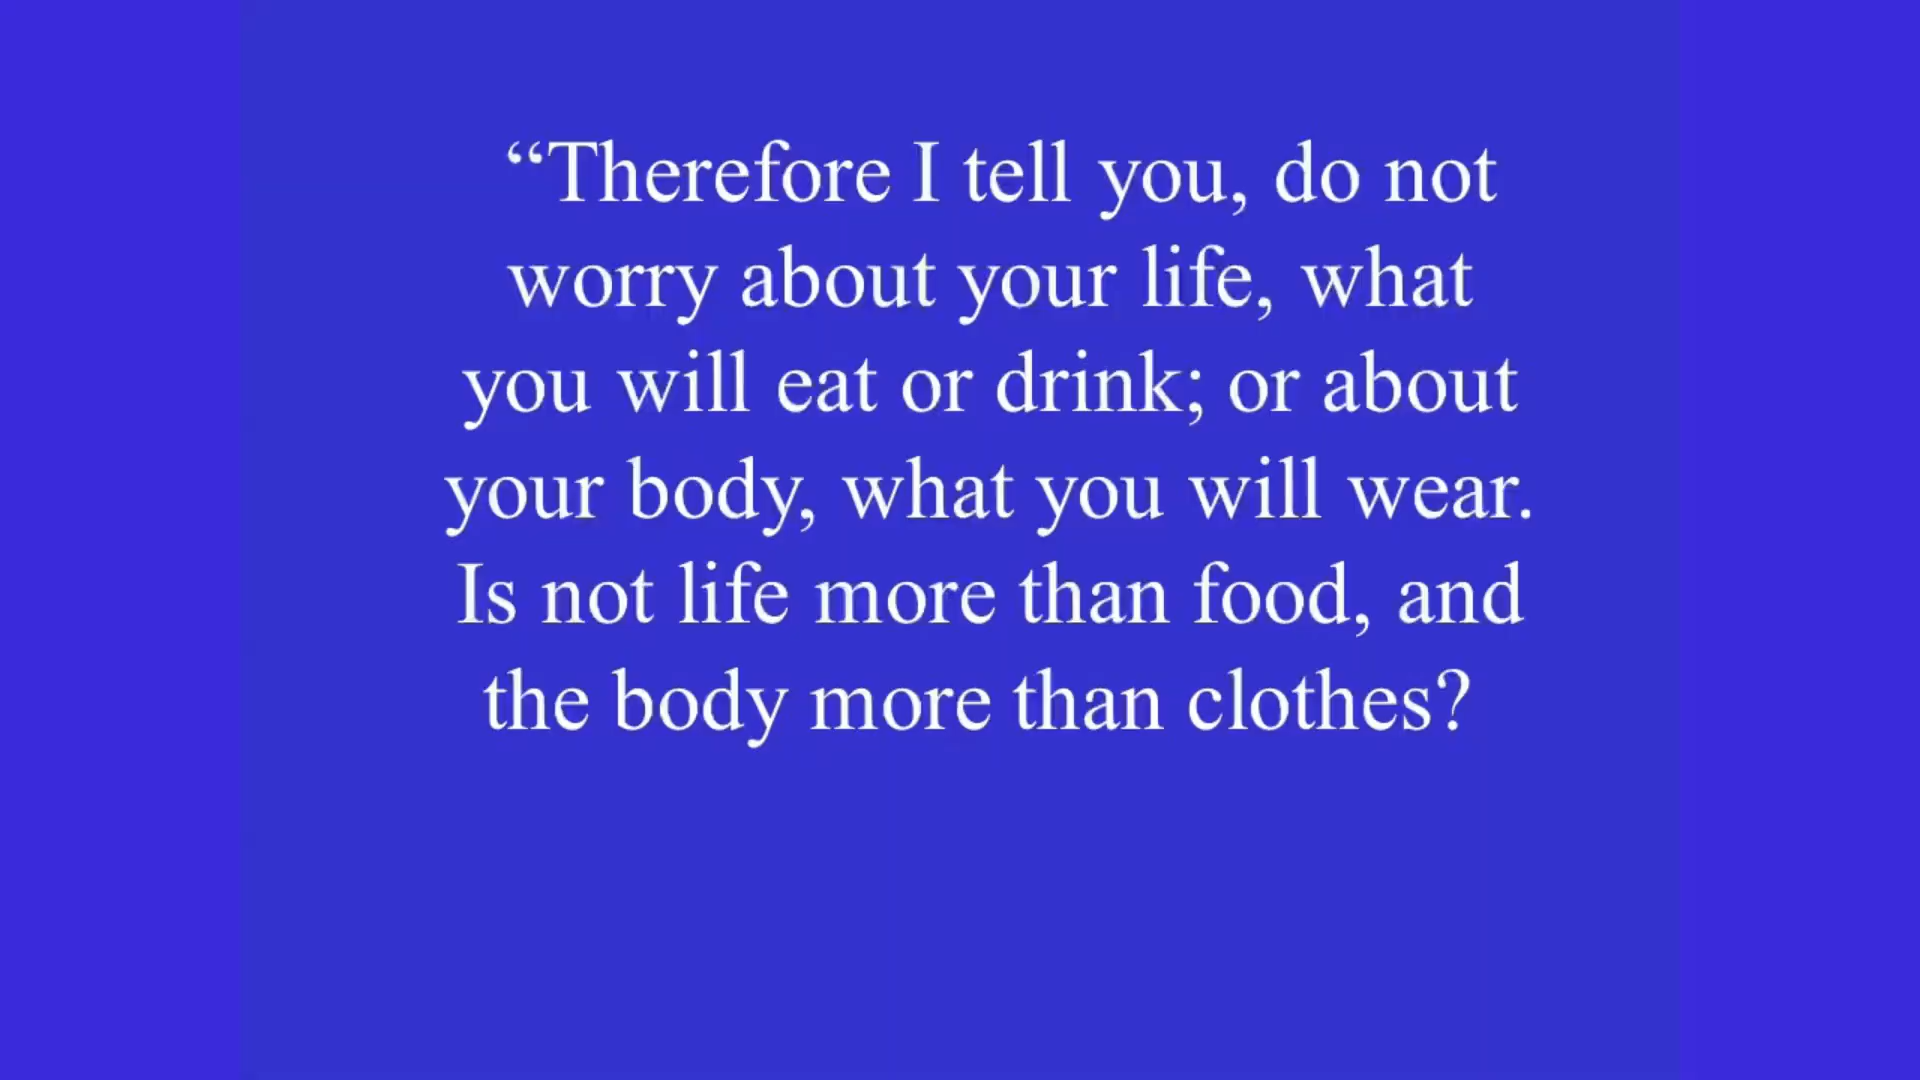 “Therefore I tell you, do not
worry about your life, what
you will eat or drink; or about
your body, what you will wear.
Is not life more than food, and
the body more than clothes?